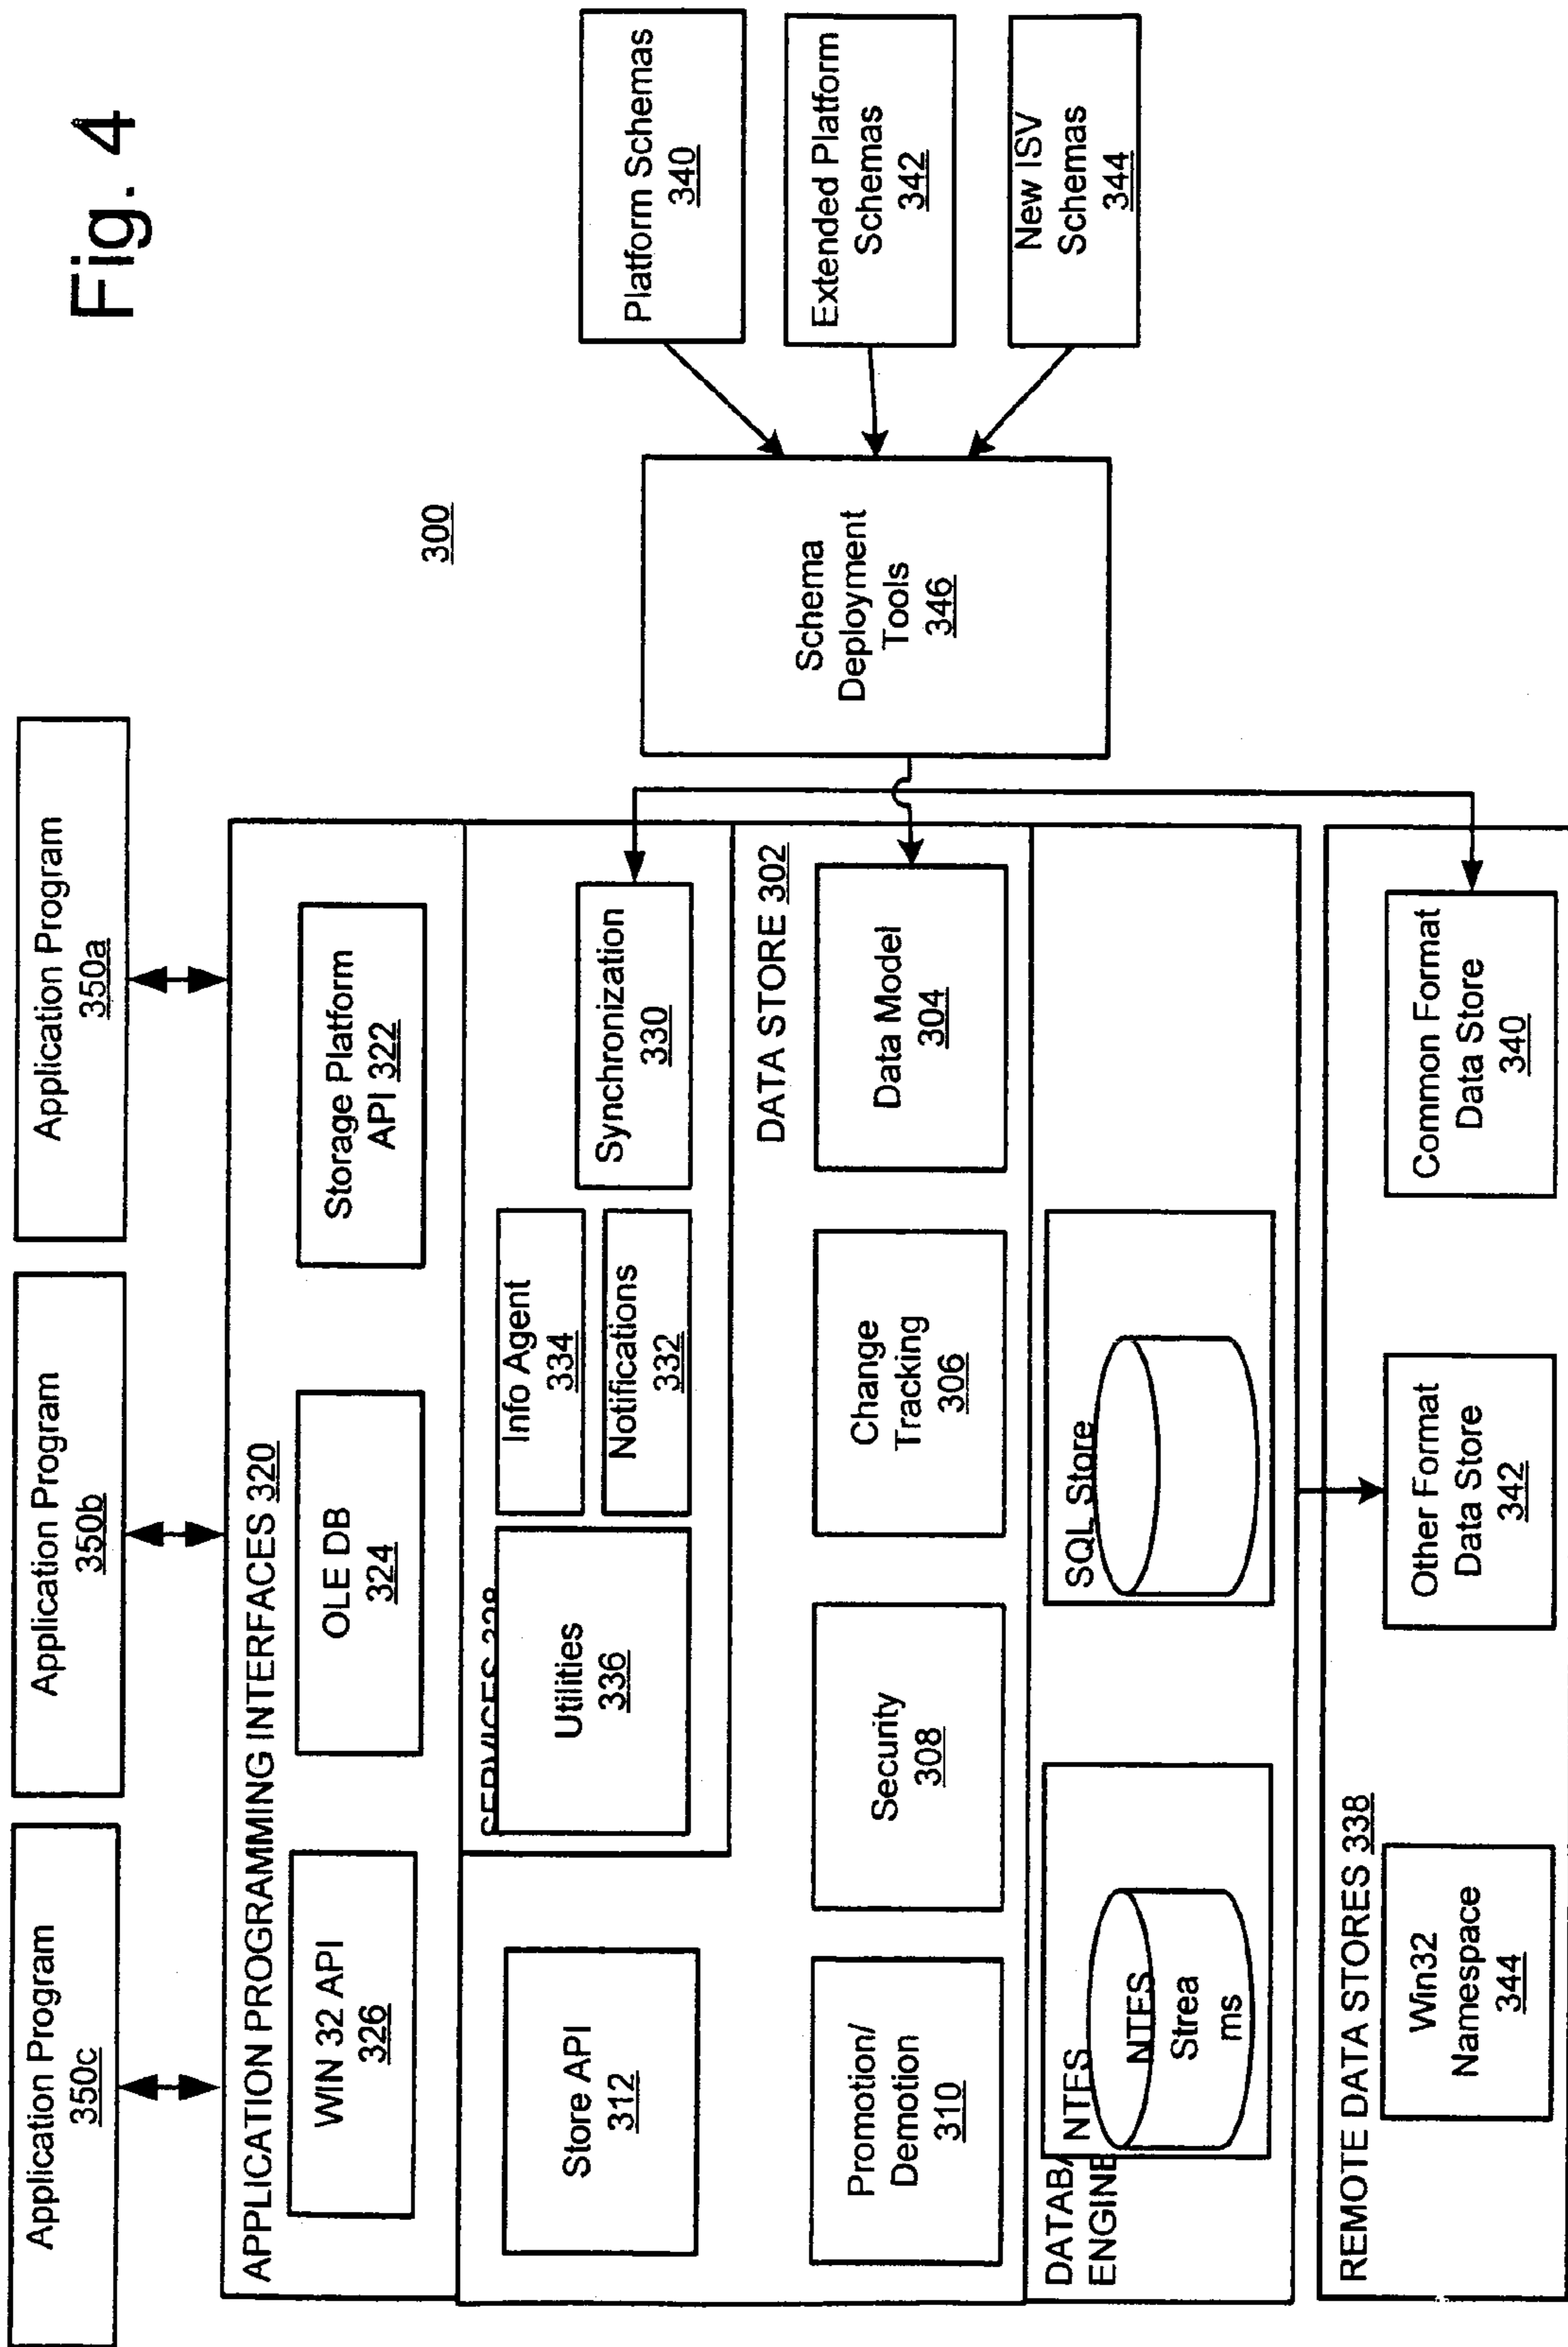 Fig. 4
Application Program
350c
Application Program
350b
Application Program
350a
APPLICATION PROGRAMMING INTERFACES 320
WIN 32 API
326
OLE DB
324
Storage Platform
API 322
300
Platform Schemas
340
Extended Platform
Schemas
342
New ISV
Schemas
344
Schema
Deployment
Tools
346
Store API
312
Utilities
336
Info Agent
334
Notifications
332
Synchronization
330
DATA STORE 302
Promotion/
Demotion
310
Security
308
Change
Tracking
306
Data Model
304
ENGINE
NTFS
NTFS
Strea
ms
SQL Store
REMOTE DATA STORES 338
Win32
Namespace
344
Other Format
Data Store
342
Common Format
Data Store
340